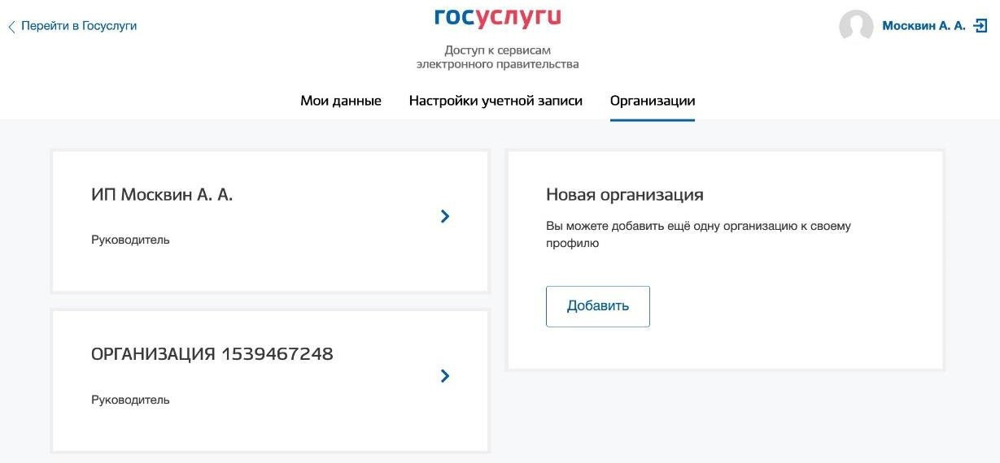 Перейти в Госуслуги
госуслуги
Москвин А. А.
Доступ к сервисам
электронного правительства
Мои данные
Настройки учетной записи
Организации
ИП Москвин А. А.
Руководитель
Новая организация
Вы можете добавить ещё одну организацию к своему
профилю
Добавить
ОРГАНИЗАЦИЯ 1539467248
Руководитель